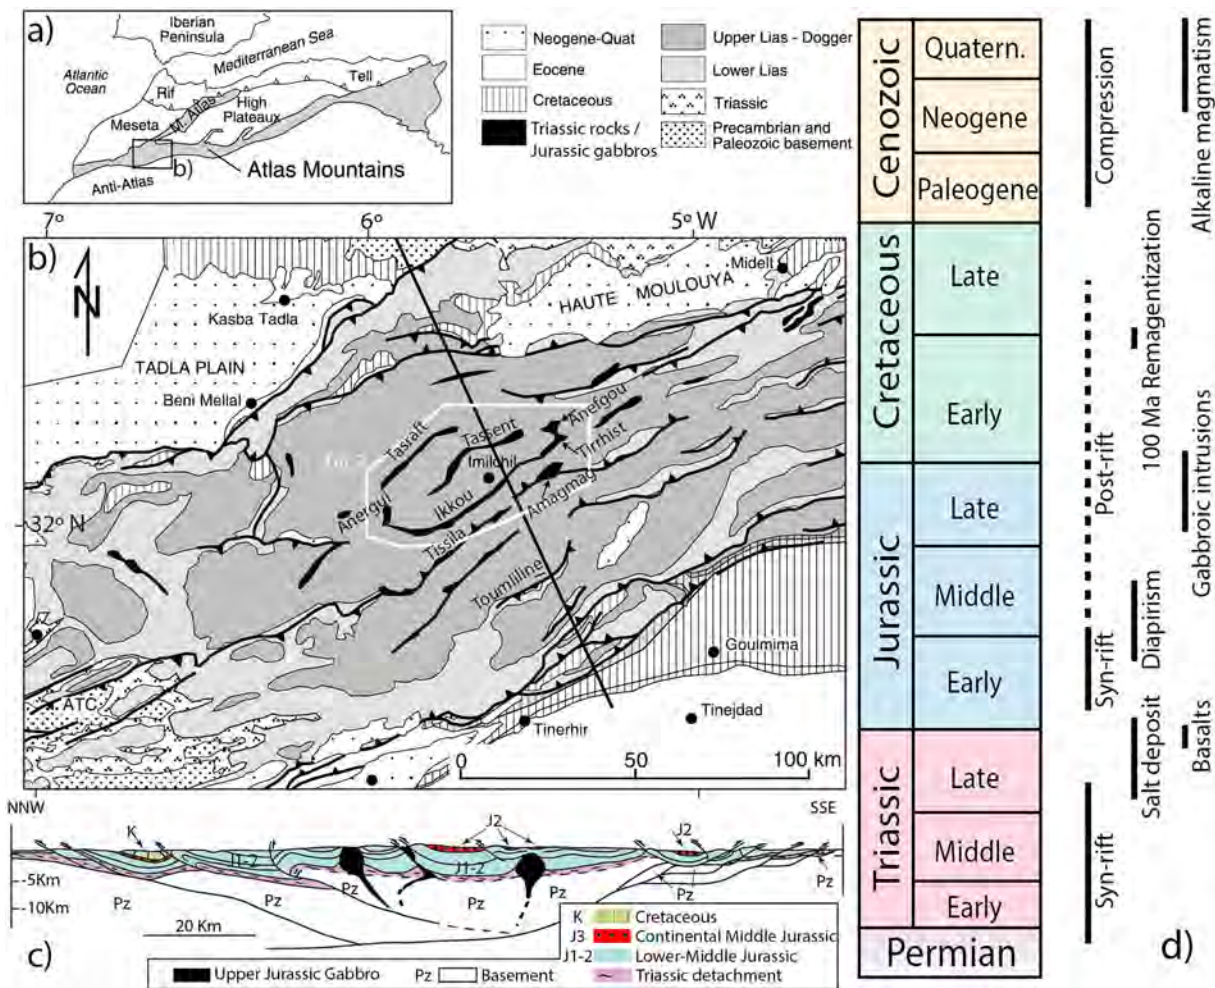 a)
Iberian
Peninsula
Mediterranean Sea
Atlantic
Ocean
Rif
Tell
M. Atlas
High
Plateaux
Meseta
b)
Atlas Mountains
Anti-Atlas
Neogene-Quat
Eocene
Cretaceous
Triassic rocks /
Jurassic gabbros
Upper Lias - Dogger
Lower Lias
Triassic
Precambrian and
Paleozoic basement
7°
6°
5° W
b)
N
Midelt
HAUTE MOULOUYA
Kasba Tadla
TADLA PLAIN
Beni Mellal
Anefgou
Tasraft
Tassent
Tirrhist
Imilchil
Amagmag
Ikkou
Anergui
32° N
Tissila
Toumliline
Goulmima
ATC
Tinerhir
Tinejdad
0 50 100 km
NNW
SSE
K
J2
J2
J1-2
J1-2
-5Km
-10Km
Pz
Pz
Pz
Pz
Pz
Pz
Pz
20 Km
c)
K Cretaceous
J3 Continental Middle Jurassic
J1-2 Lower-Middle Jurassic
Triassic detachment
Upper Jurassic Gabbro
Pz Basement
Cenozoic
Quatern.
Neogene
Paleogene
Cretaceous
Late
Early
Jurassic
Late
Middle
Early
Triassic
Late
Middle
Early
Permian
Compression
Alkaline magmatism
100 Ma Remagentization
Post-rift
Gabbroic intrusions
Diapirism
Syn-rift
Salt deposit
Basalts
Syn-rift
d)